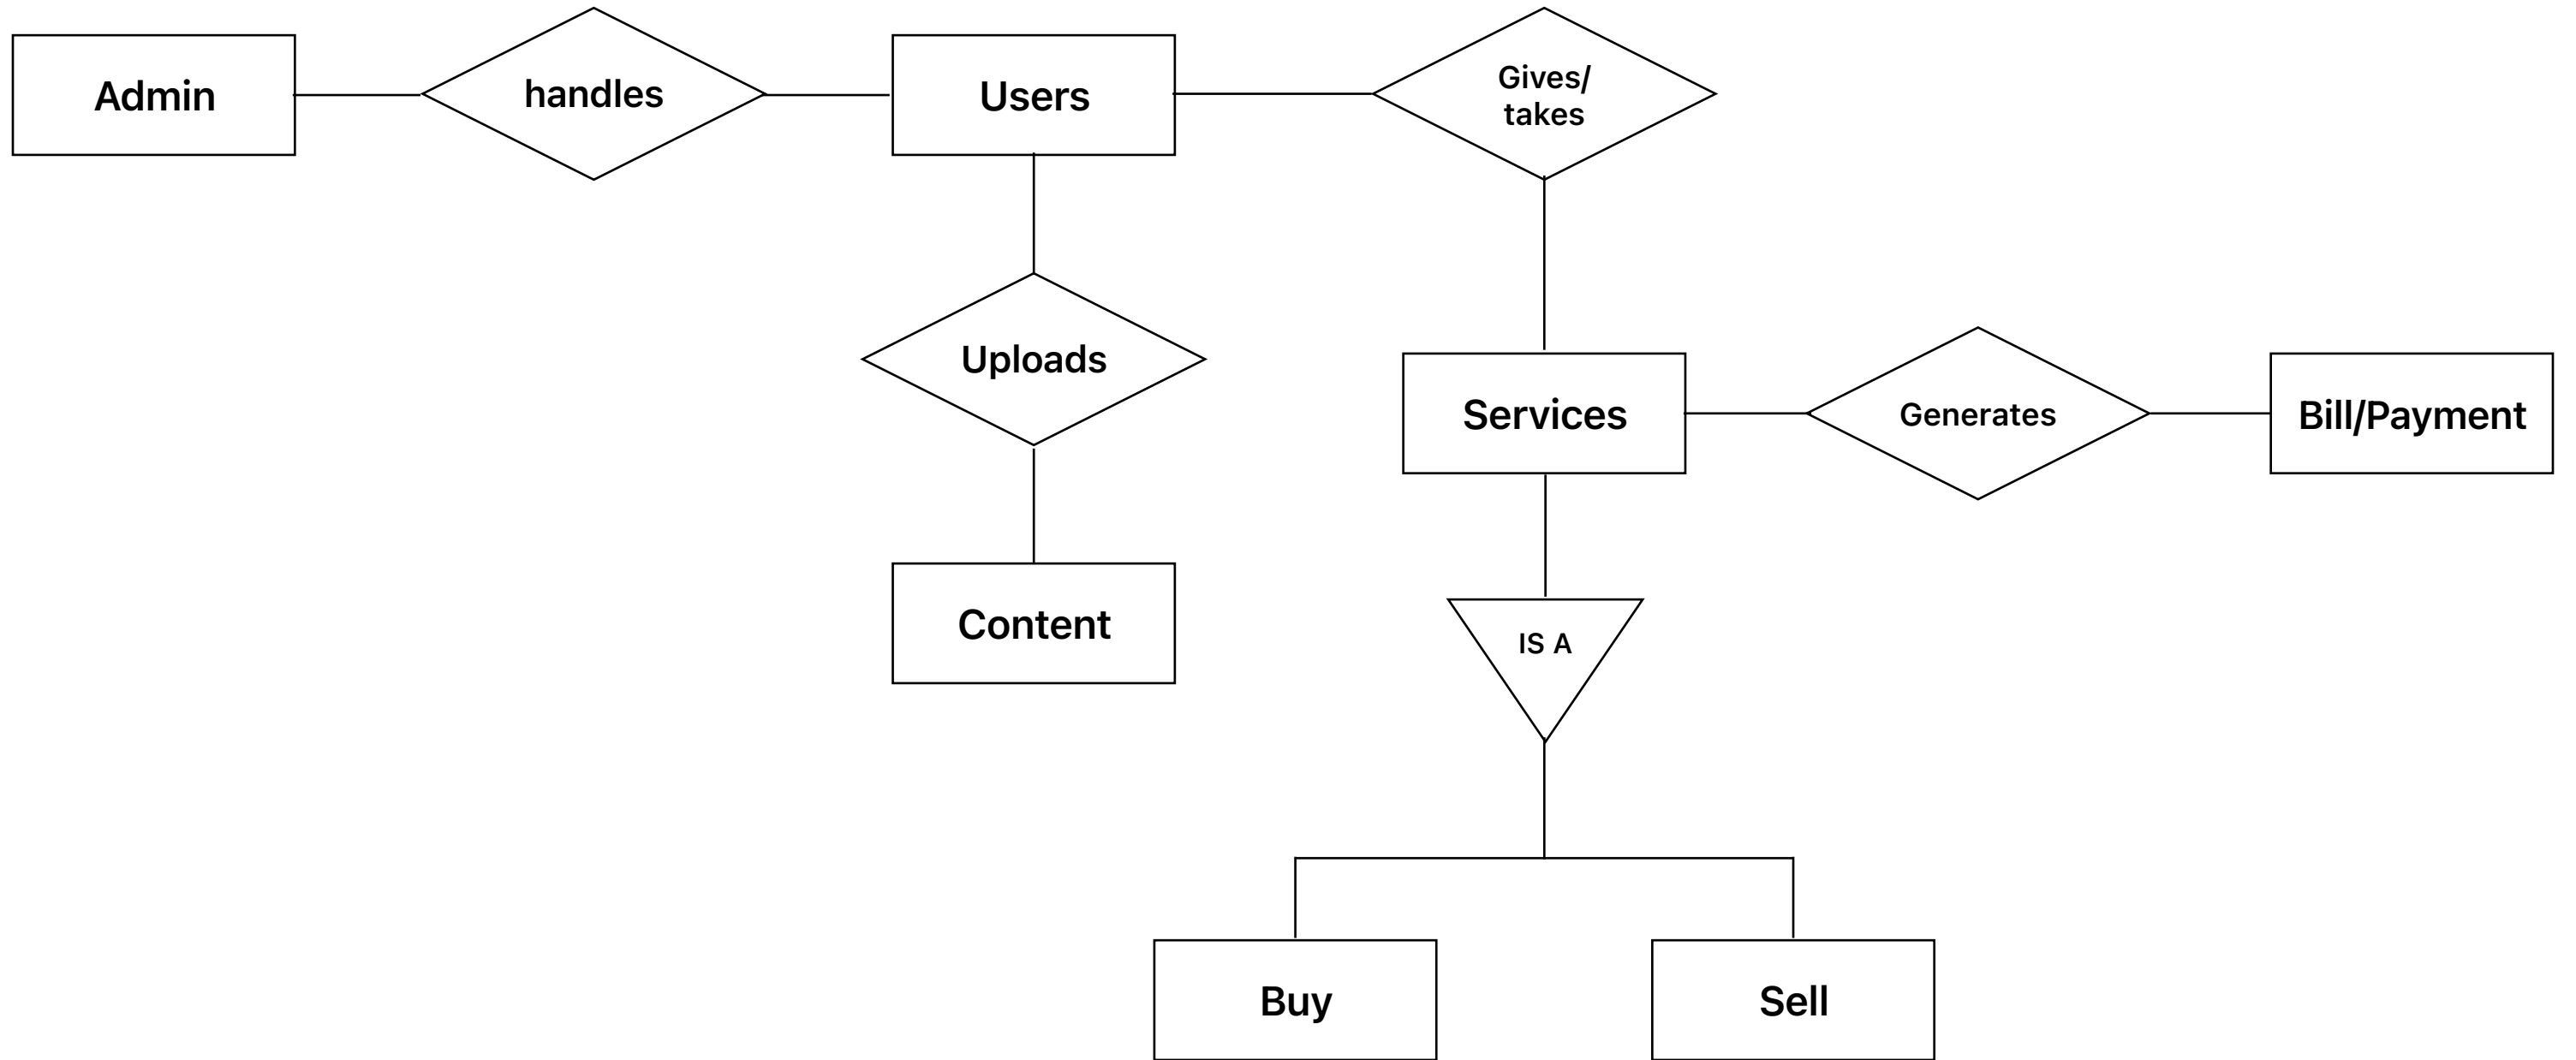 Admin
handles
Users
Gives/
takes
Uploads
Services
Generates
Bill/Payment
Content
IS A
Buy
Sell